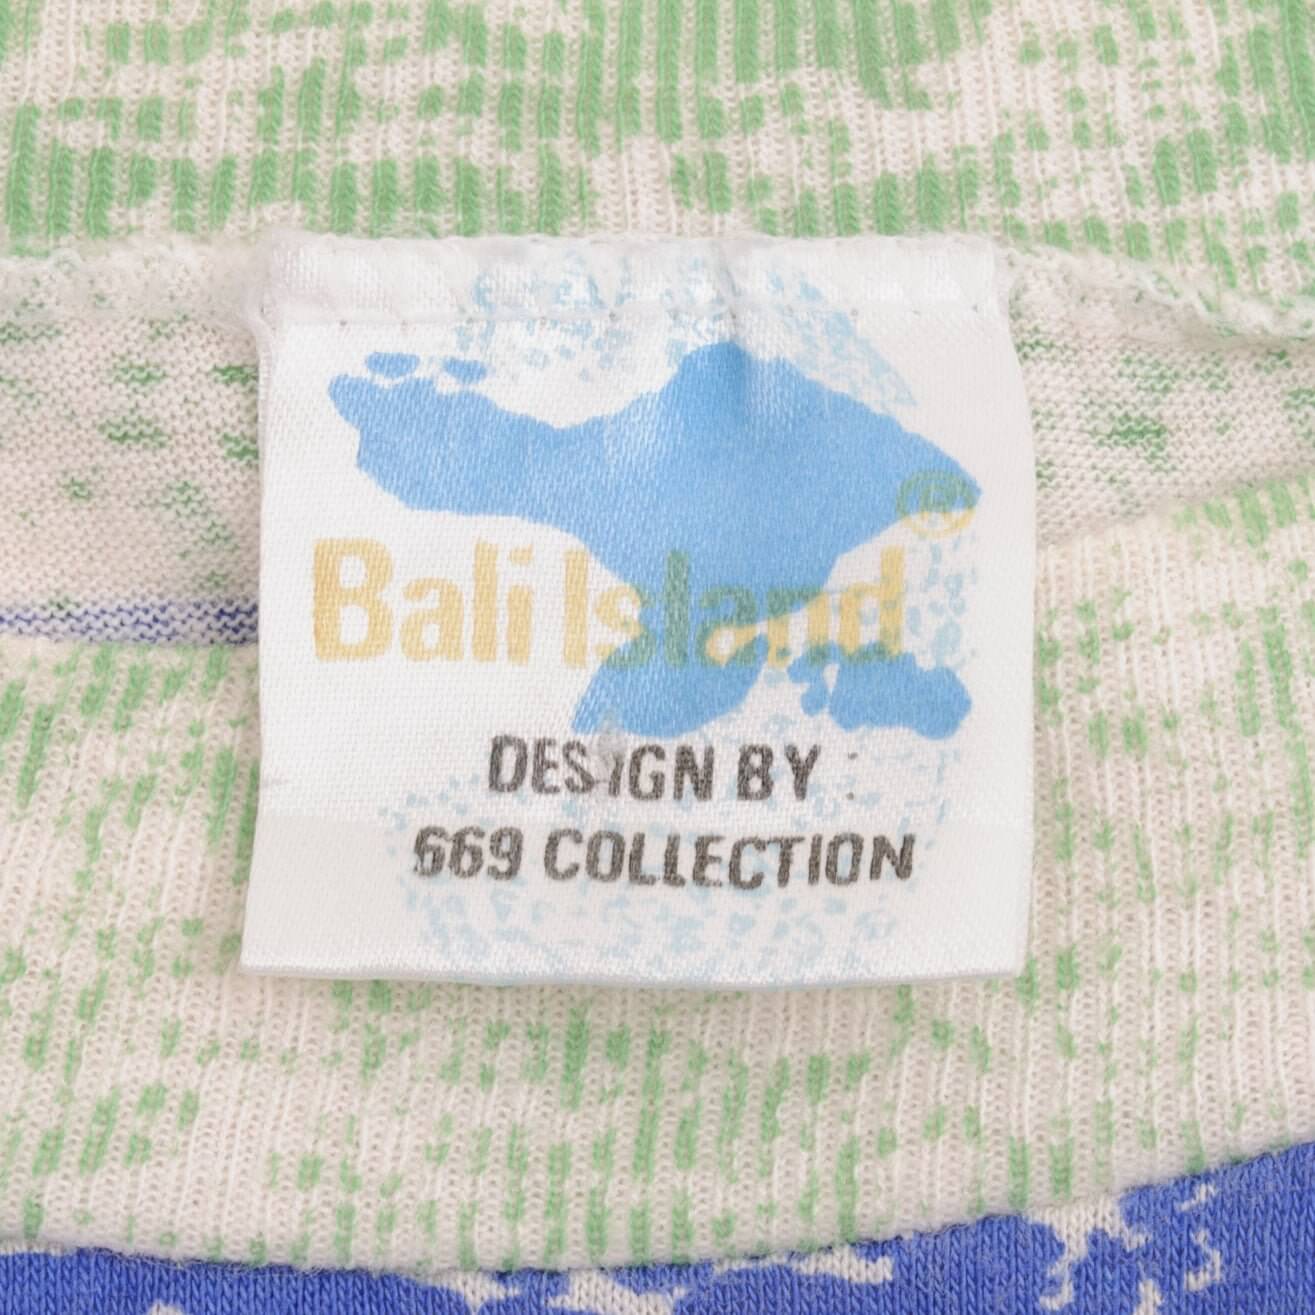 ®
Bali Island
DESIGN BY :
669 COLLECTION